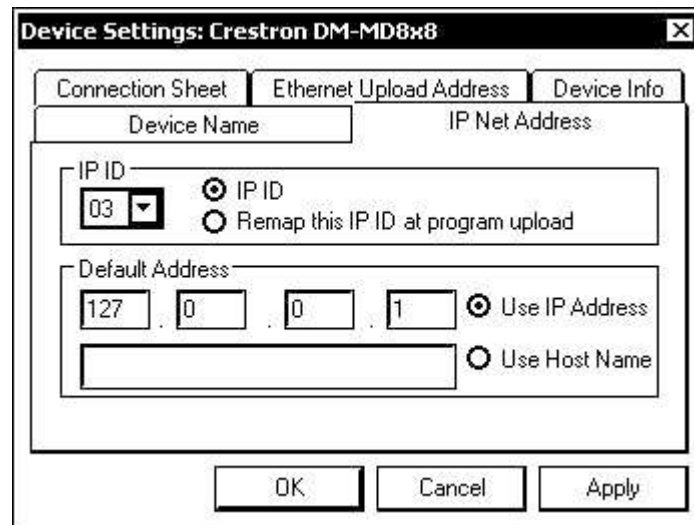 Device Settings: Crestron DM-MD8x8
Connection Sheet Ethernet Upload Address Device Info
Device Name IP Net Address
IP ID
03 IP ID
Remap this IP ID at program upload
Default Address
127 . 0 . 0 . 1 Use IP Address
Use Host Name
OK Cancel Apply